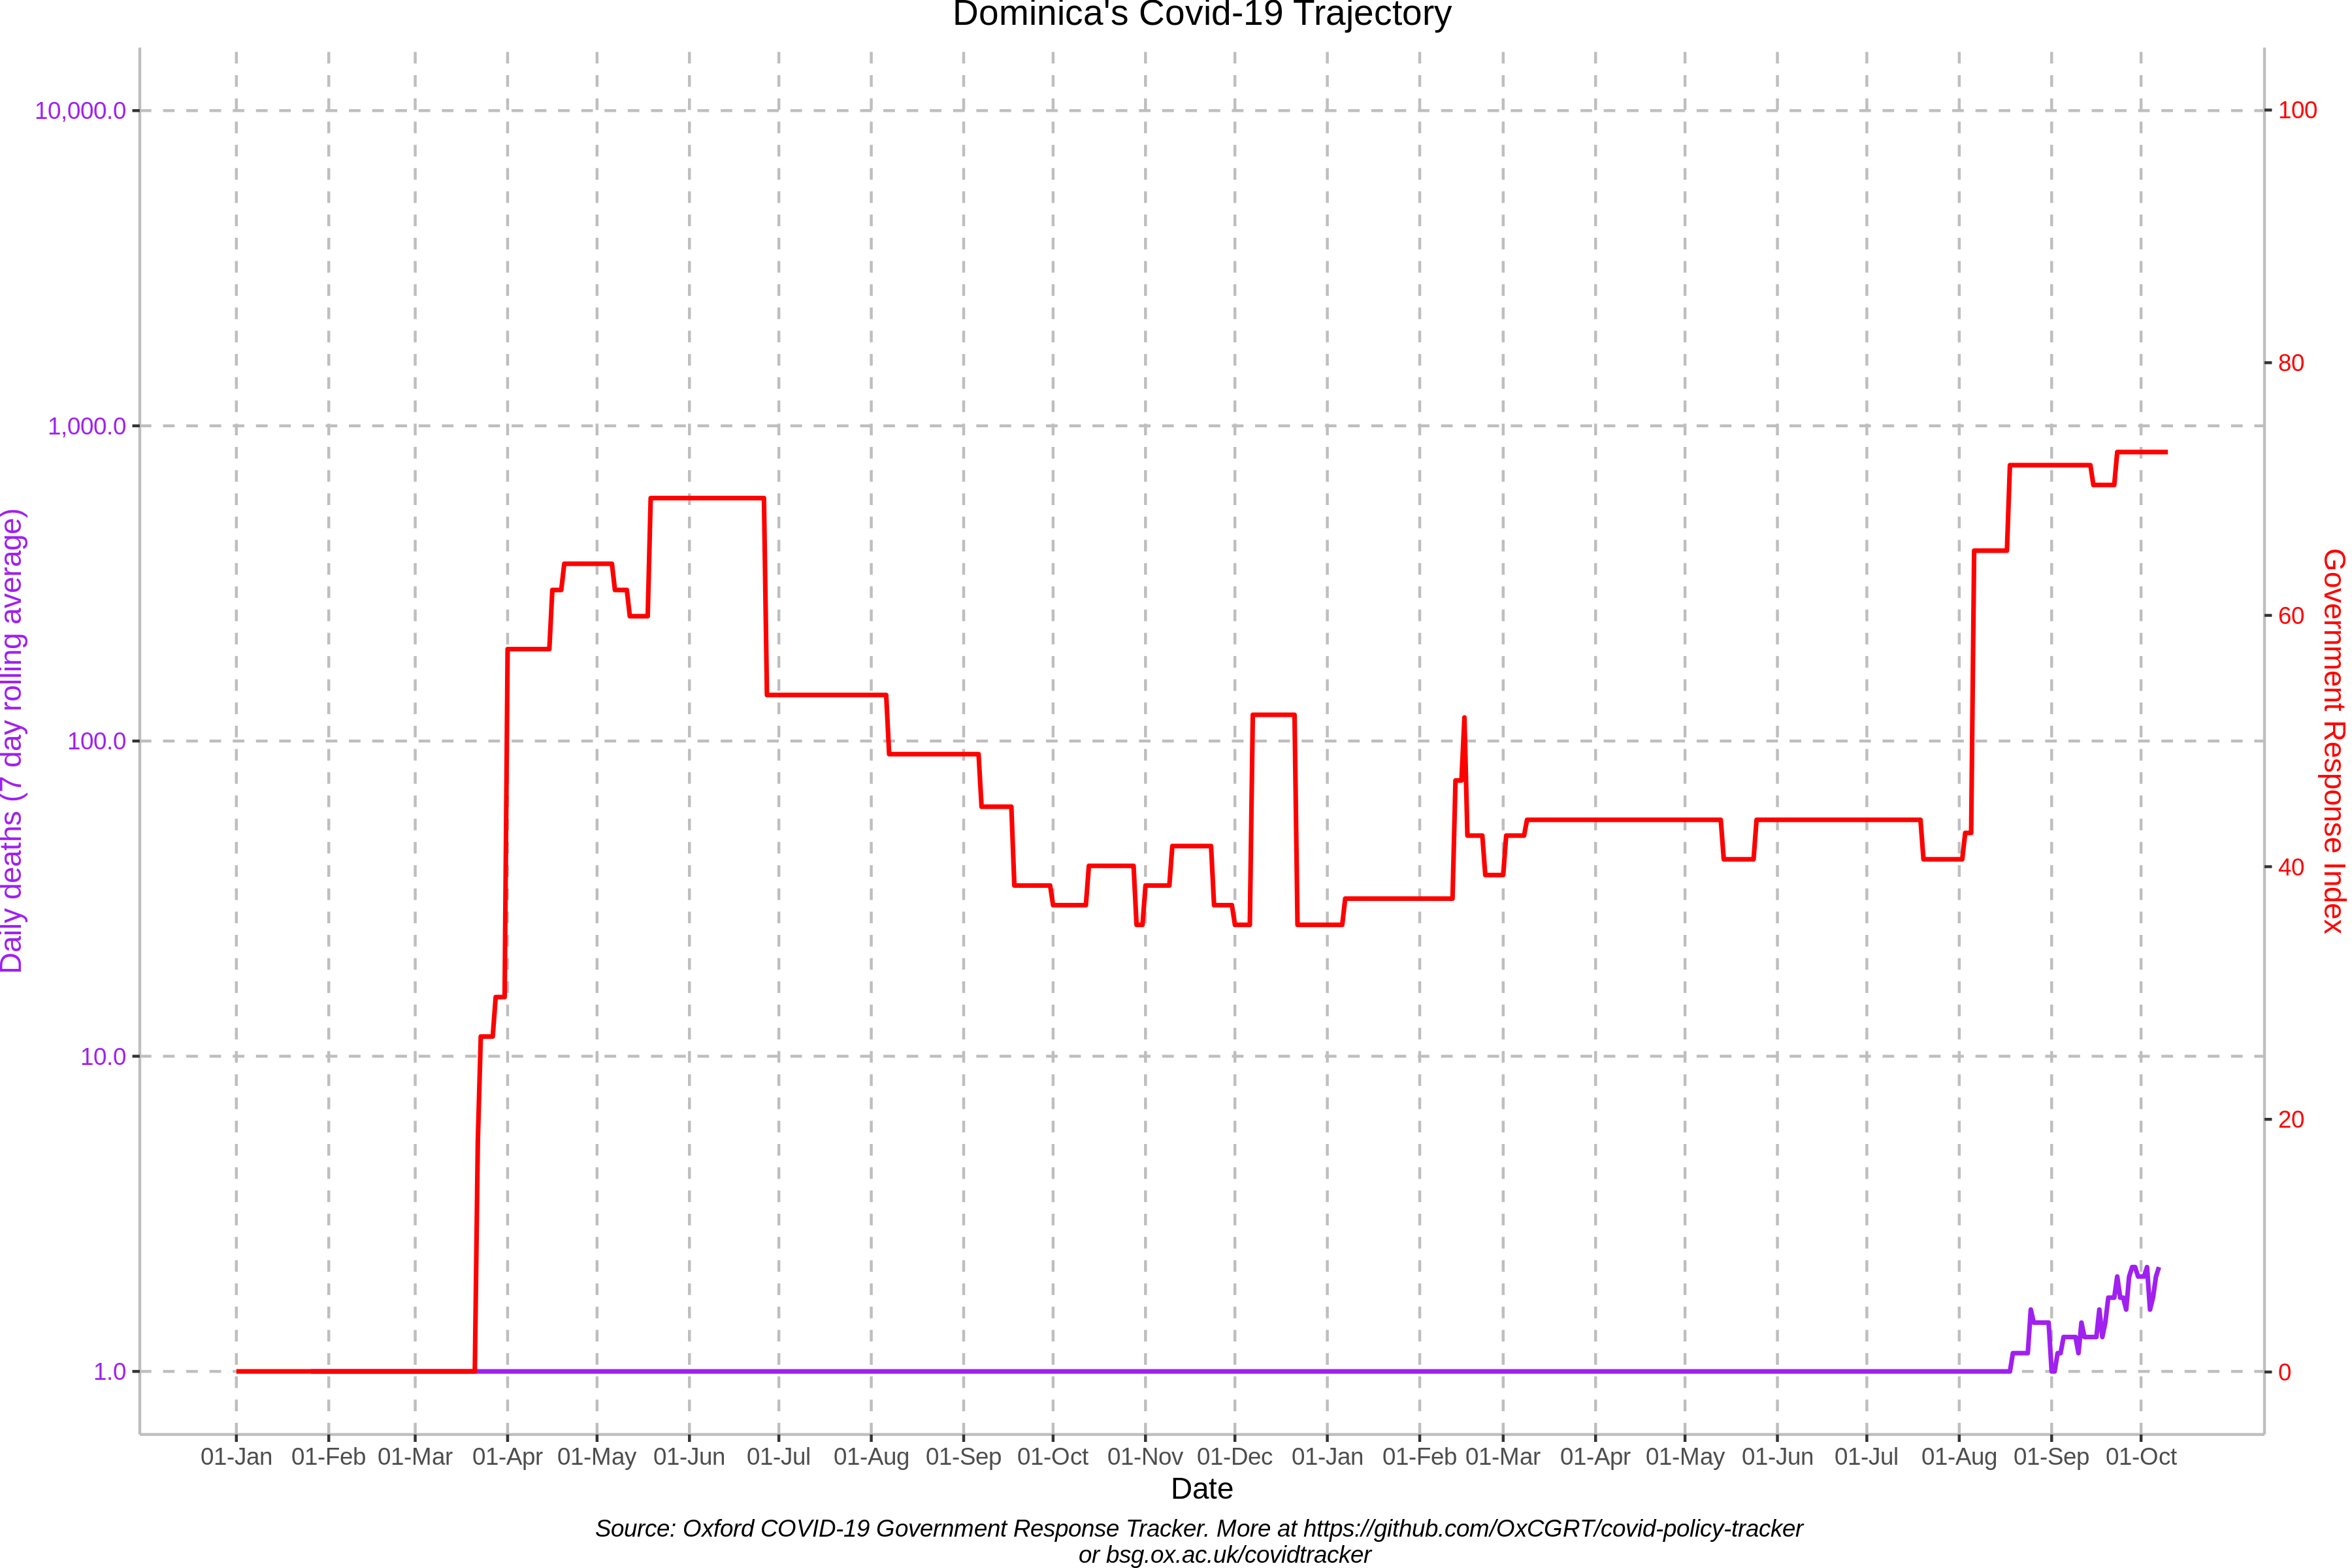 Dominica's Covid-19 Trajectory
10,000.0
1,000.0
100.0
10.0
1.0
Daily deaths (7 day rolling average)
100
80
60
40
20
0
Government Response Index
01-Jan 01-Feb 01-Mar 01-Apr 01-May 01-Jun 01-Jul 01-Aug 01-Sep 01-Oct 01-Nov 01-Dec 01-Jan 01-Feb 01-Mar 01-Apr 01-May 01-Jun 01-Jul 01-Aug 01-Sep 01-Oct
Date
Source: Oxford COVID-19 Government Response Tracker. More at https://github.com/OxCGRT/covid-policy-tracker
or bsg.ox.ac.uk/covidtracker